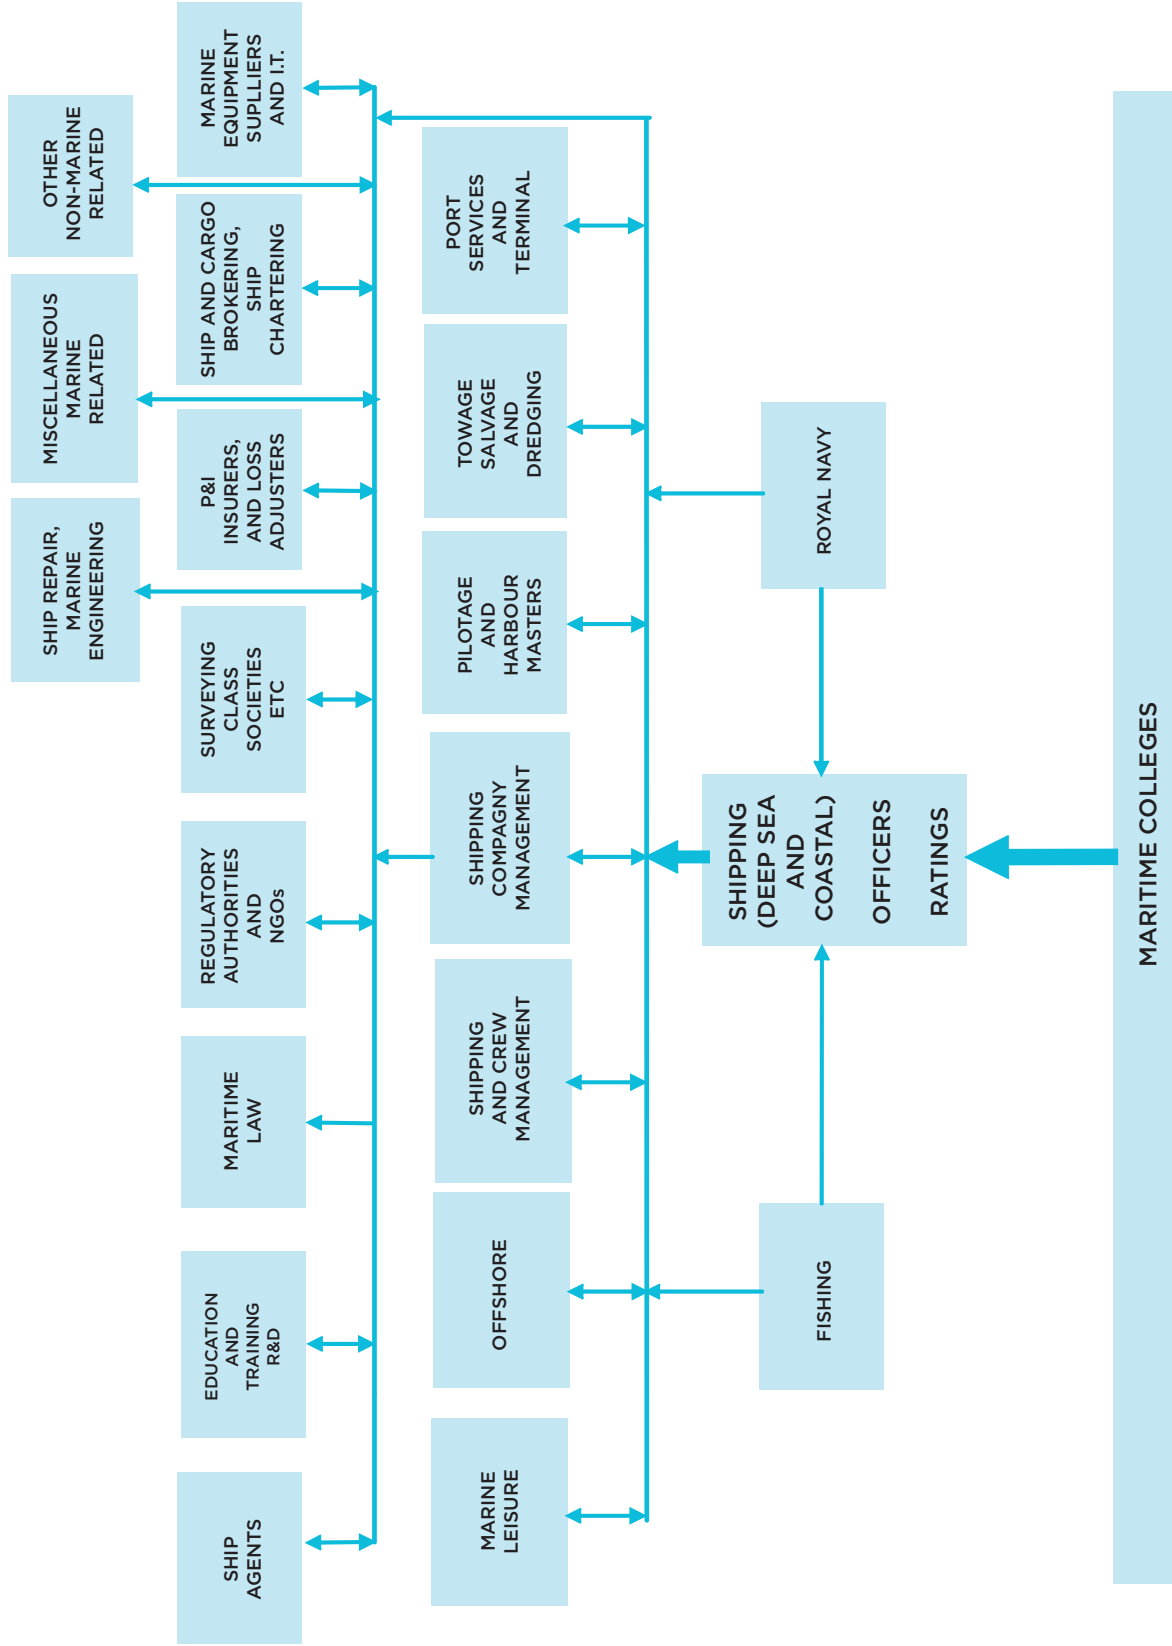 SHIP REPAIR,
MARINE
ENGINEERING
MISCELLANEOUS
MARINE
RELATED
OTHER
NON-MARINE
RELATED
SHIP
AGENTS
EDUCATION
AND
TRAINING
R&D
MARITIME
LAW
REGULATORY
AUTHORITIES
AND
NGOs
SURVEYING
CLASS
SOCIETIES
ETC
P&I
INSURERS,
AND LOSS
ADJUSTERS
SHIP AND CARGO
BROKERING,
SHIP
CHARTERING
MARINE
EQUIPMENT
SUPLLIERS
AND I.T.
MARINE
LEISURE
OFFSHORE
SHIPPING
AND CREW
MANAGEMENT
SHIPPING
COMPAGNY
MANAGEMENT
PILOTAGE
AND
HARBOUR
MASTERS
TOWAGE
SALVAGE
AND
DREDGING
PORT
SERVICES
AND
TERMINAL
FISHING
SHIPPING
(DEEP SEA
AND
COASTAL)
OFFICERS
RATINGS
ROYAL NAVY
MARITIME COLLEGES